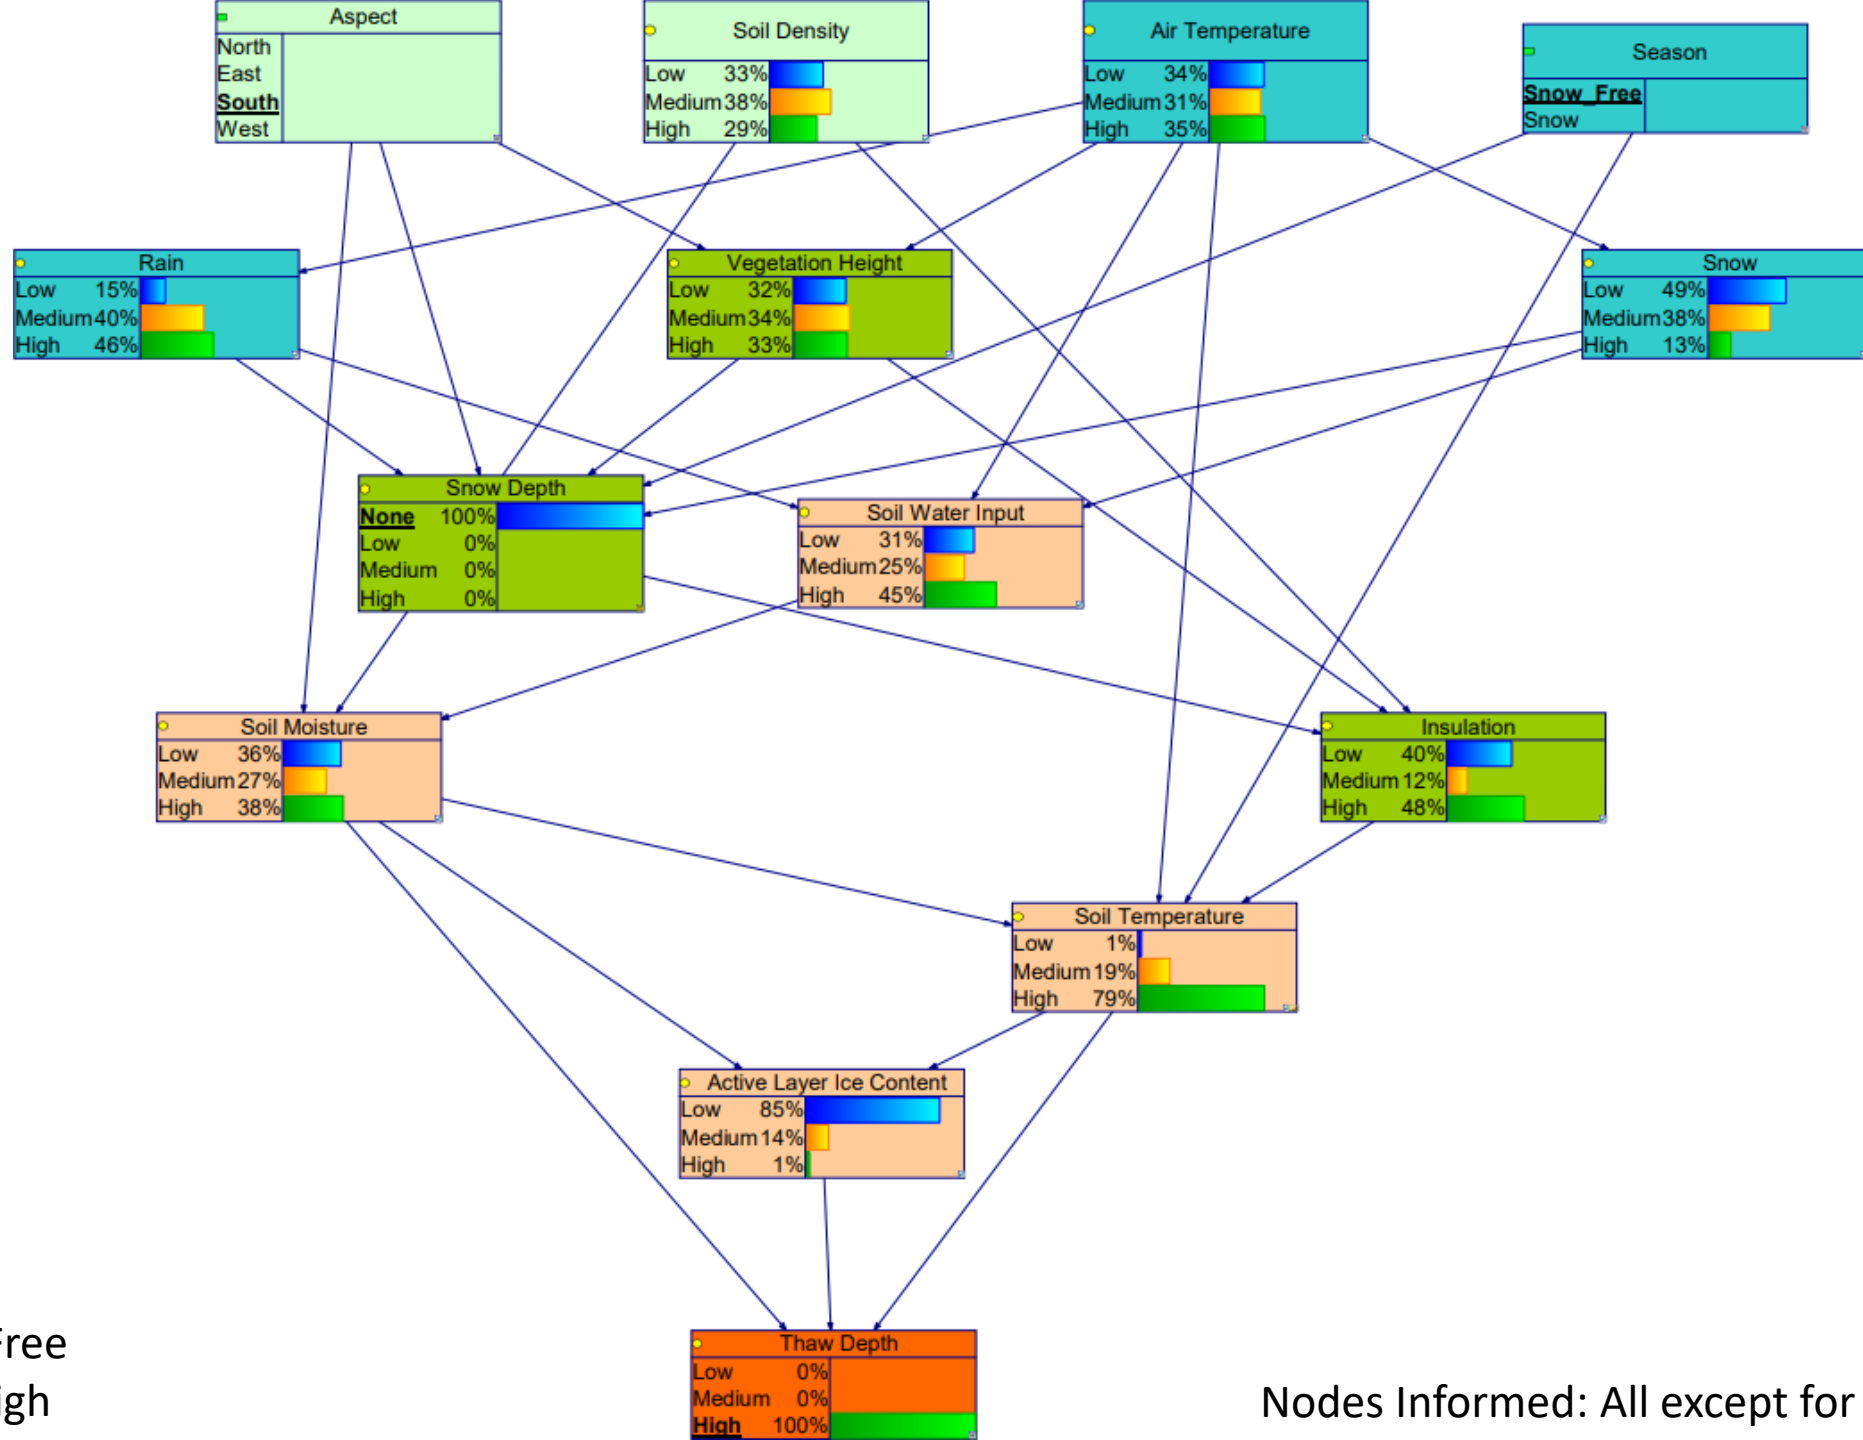 Aspect
North
East
South
West
Soil Density
Low 33%
Medium 38%
High 29%
Air Temperature
Low 34%
Medium 31%
High 35%
Season
Snow_Free
Snow
Rain
Low 15%
Medium 40%
High 46%
Vegetation Height
Low 32%
Medium 34%
High 33%
Snow
Low 49%
Medium 38%
High 13%
Snow Depth
None 100%
Low 0%
Medium 0%
High 0%
Soil Water Input
Low 31%
Medium 25%
High 45%
Soil Moisture
Low 36%
Medium 27%
High 38%
Insulation
Low 40%
Medium 12%
High 48%
Soil Temperature
Low 1%
Medium 19%
High 79%
Active Layer Ice Content
Low 85%
Medium 14%
High 1%
Thaw Depth
Low 0%
Medium 0%
High 100%
Nodes Informed: All except for